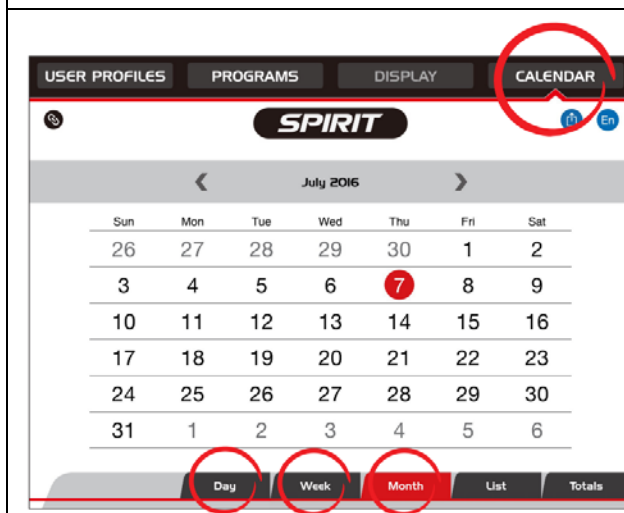 USER PROFILES PROGRAMS DISPLAY CALENDAR
SPIRIT En
July 2016
Sun Mon Tue Wed Thu Fri Sat
26 27 28 29 30 1 2
3 4 5 6 7 8 9
10 11 12 13 14 15 16
17 18 19 20 21 22 23
24 25 26 27 28 29 30
31 1 2 3 4 5 6
Day Week Month List Totals